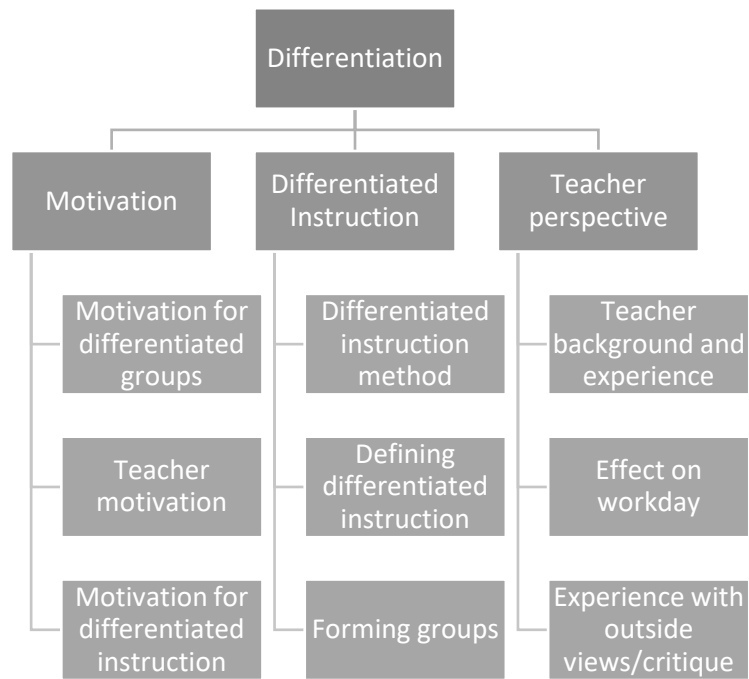 Differentiation
Motivation
Differentiated
Instruction
Teacher
perspective
Motivation for
differentiated
groups
Teacher
motivation
Motivation for
differentiated
instruction
Differentiated
instruction
method
Defining
differentiated
instruction
Forming groups
Teacher
background and
experience
Effect on
workday
Experience with
outside
views/critique